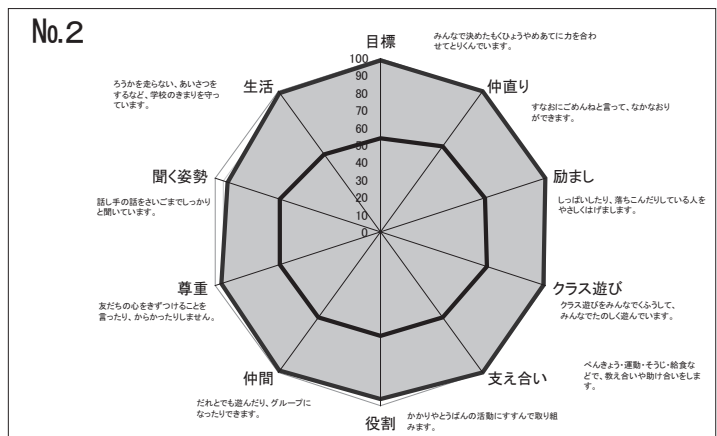 No.2
目標
みんなで決めたもくひょうやめあてに力を合わ
せてとりくんでいます。
仲直り
すなおにごめんねと言って、なかなおり
ができます。
励まし
しっぱいしたり、落ちこんだりしている人を
やさしくはげまします。
クラス遊び
クラス遊びをみんなでくふうして、
みんなでたのしく遊んでいます。
支え合い
べんきょう・運動・そうじ・給食な
どで、教え合いや助け合いをしま
す。
役割
かかりやとうばんの活動にすすんで取り組
みます。
仲間
だれとでも遊んだり、グループに
なったりできます。
尊重
友だちの心をきずつけることを
言ったり、からかったりしません。
聞く姿勢
話し手の話をさいごまでしっかり
と聞いています。
生活
ろうかを走らない、あいさつを
するなど、学校のきまりを守っ
ています。
100
90
80
70
60
50
40
30
20
10
0